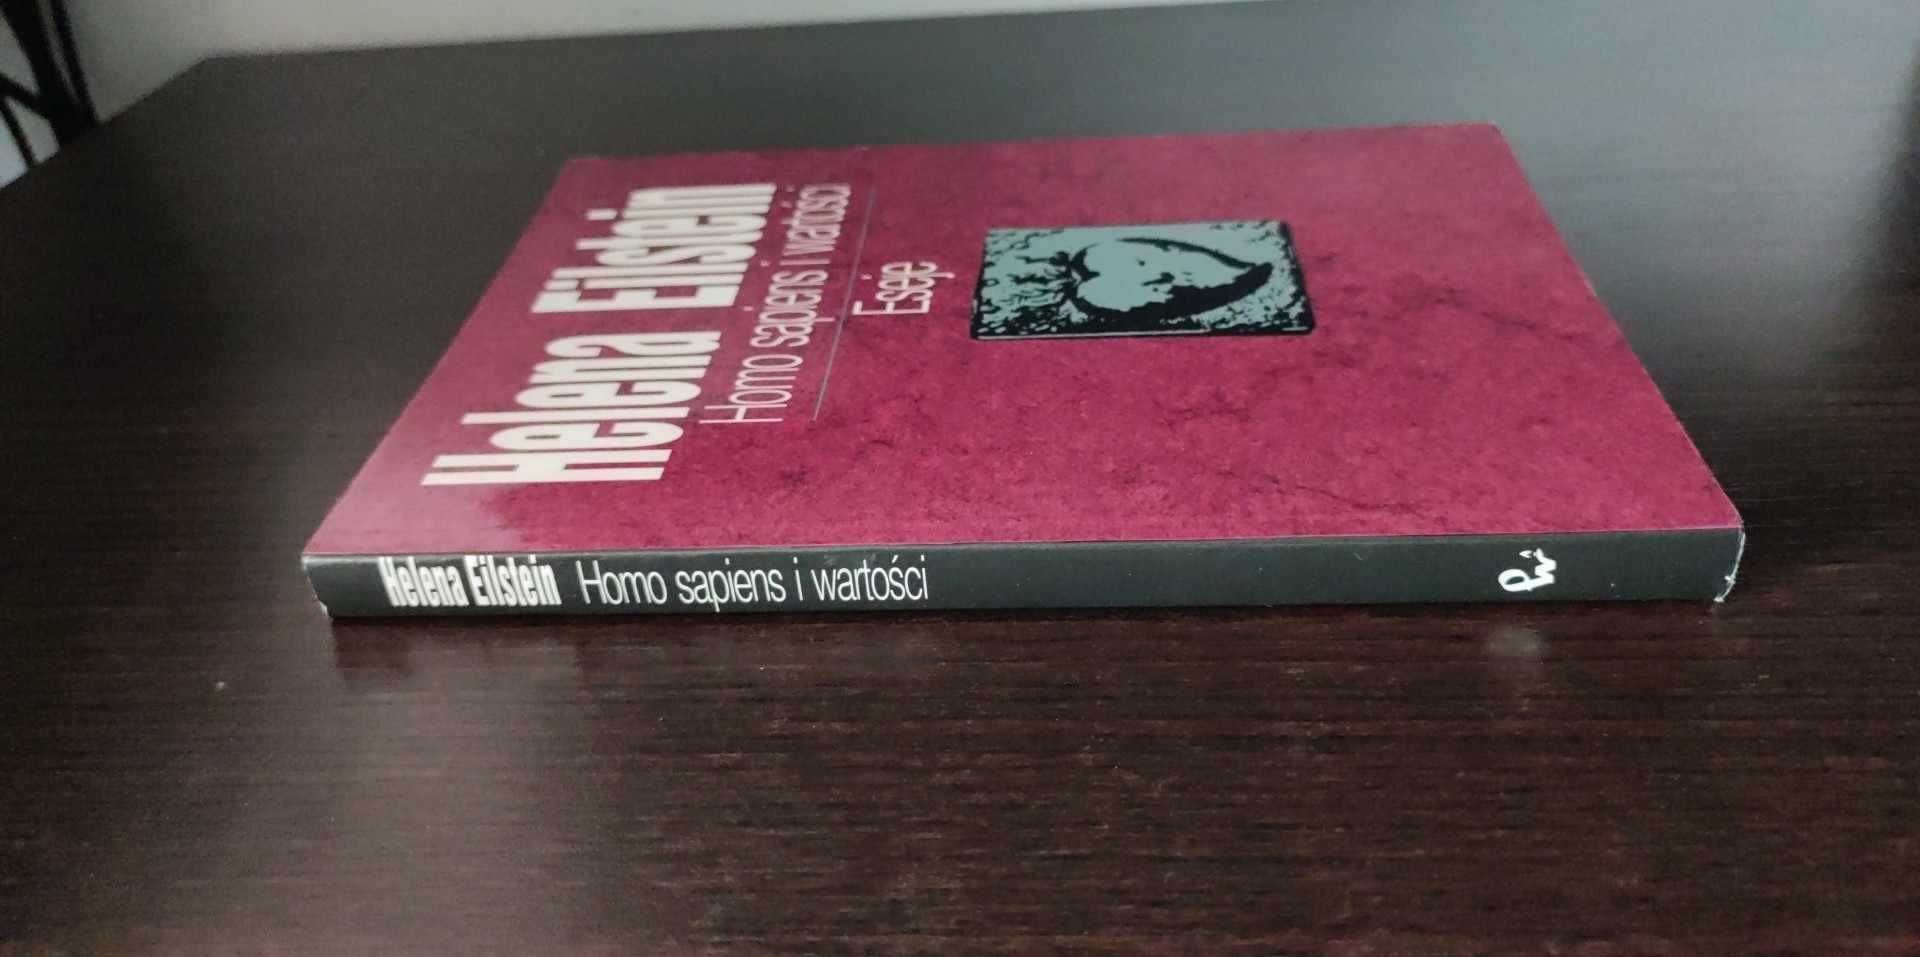 Helena Eilstein
Homo sapiens i wartości
Eseje
Helena Eilstein Homo sapiens i wartości